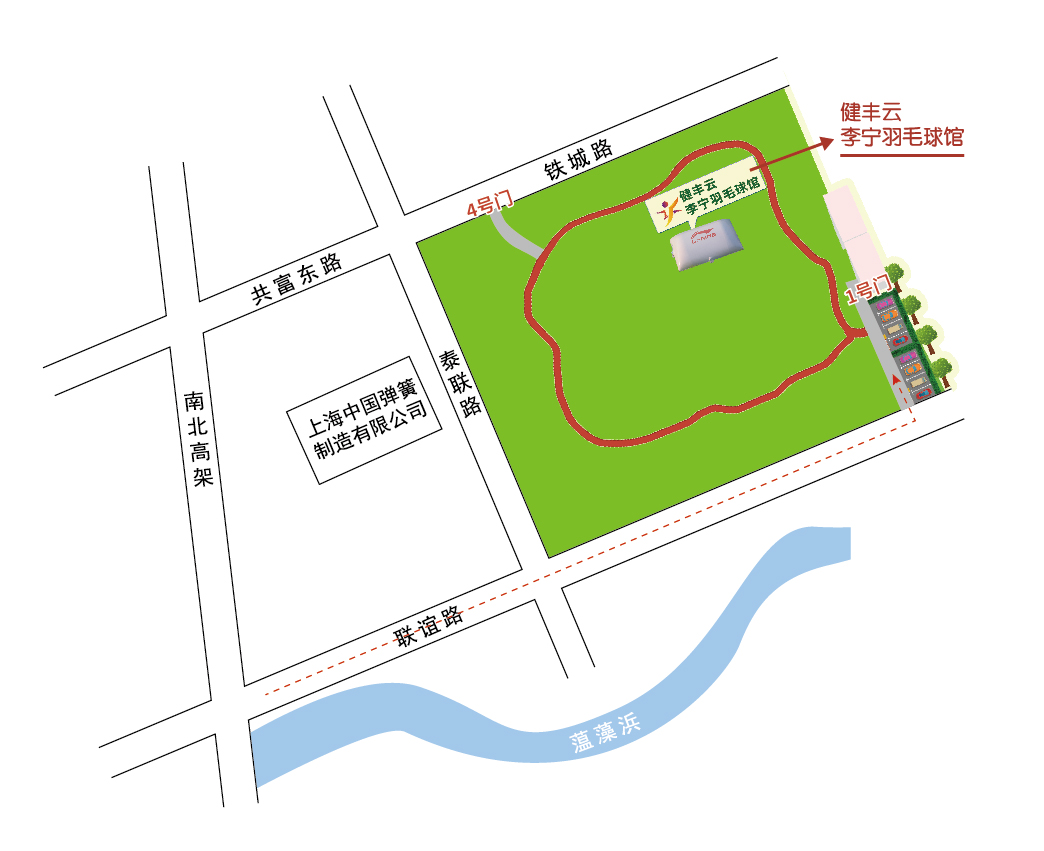 健丰云
李宁羽毛球馆
铁城路
4号门
健丰云
李宁羽毛球馆
LI-NING
共富东路
1号门
泰联路
上海中国弹簧
制造有限公司
南北高架
联谊路
蕰藻浜